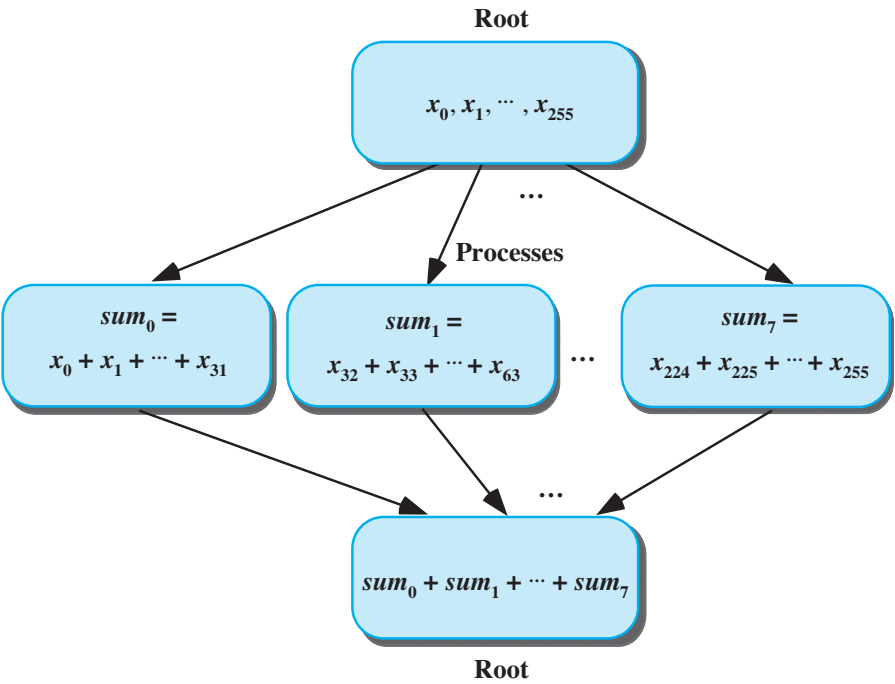 Root
x₀, x₁, ... , x₂₅₅
...
Processes
sum₀ =
x₀ + x₁ + ... + x₃₁
sum₁ =
x₃₂ + x₃₃ + ... + x₆₃
...
sum₇ =
x₂₂₄ + x₂₂₅ + ... + x₂₅₅
...
sum₀ + sum₁ + ... + sum₇
Root